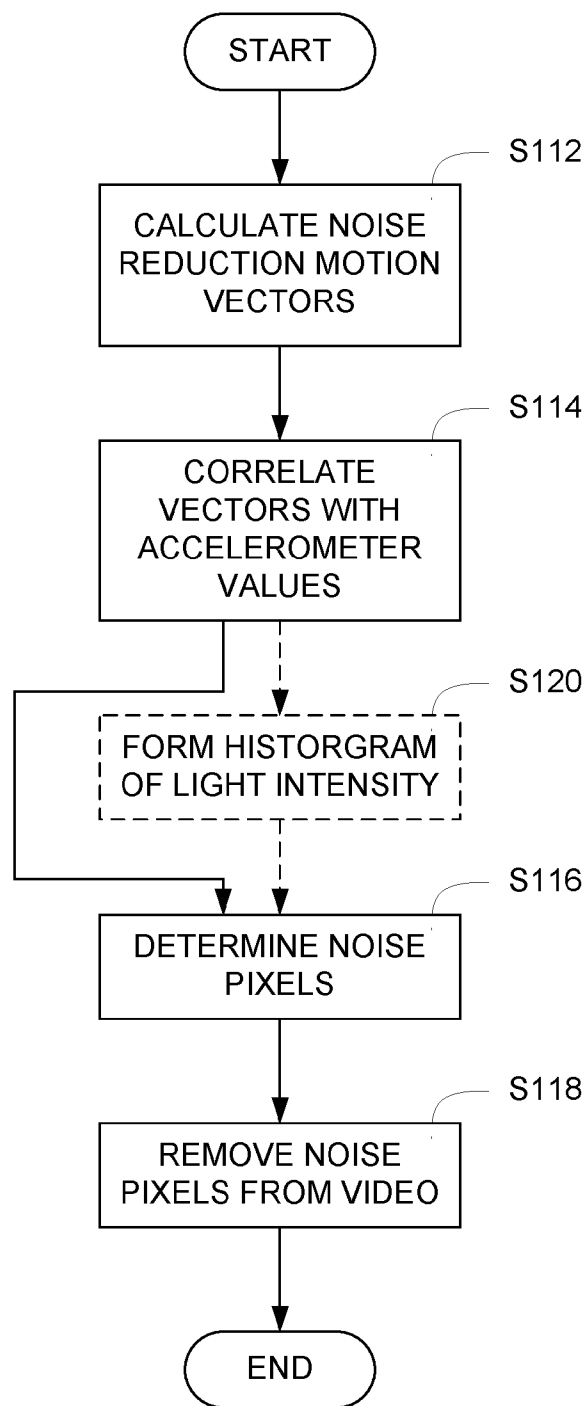 START
S112
CALCULATE NOISE
REDUCTION MOTION
VECTORS
S114
CORRELATE
VECTORS WITH
ACCELEROMETER
VALUES
S120
FORM HISTORGRAM
OF LIGHT INTENSITY
S116
DETERMINE NOISE
PIXELS
S118
REMOVE NOISE
PIXELS FROM VIDEO
END